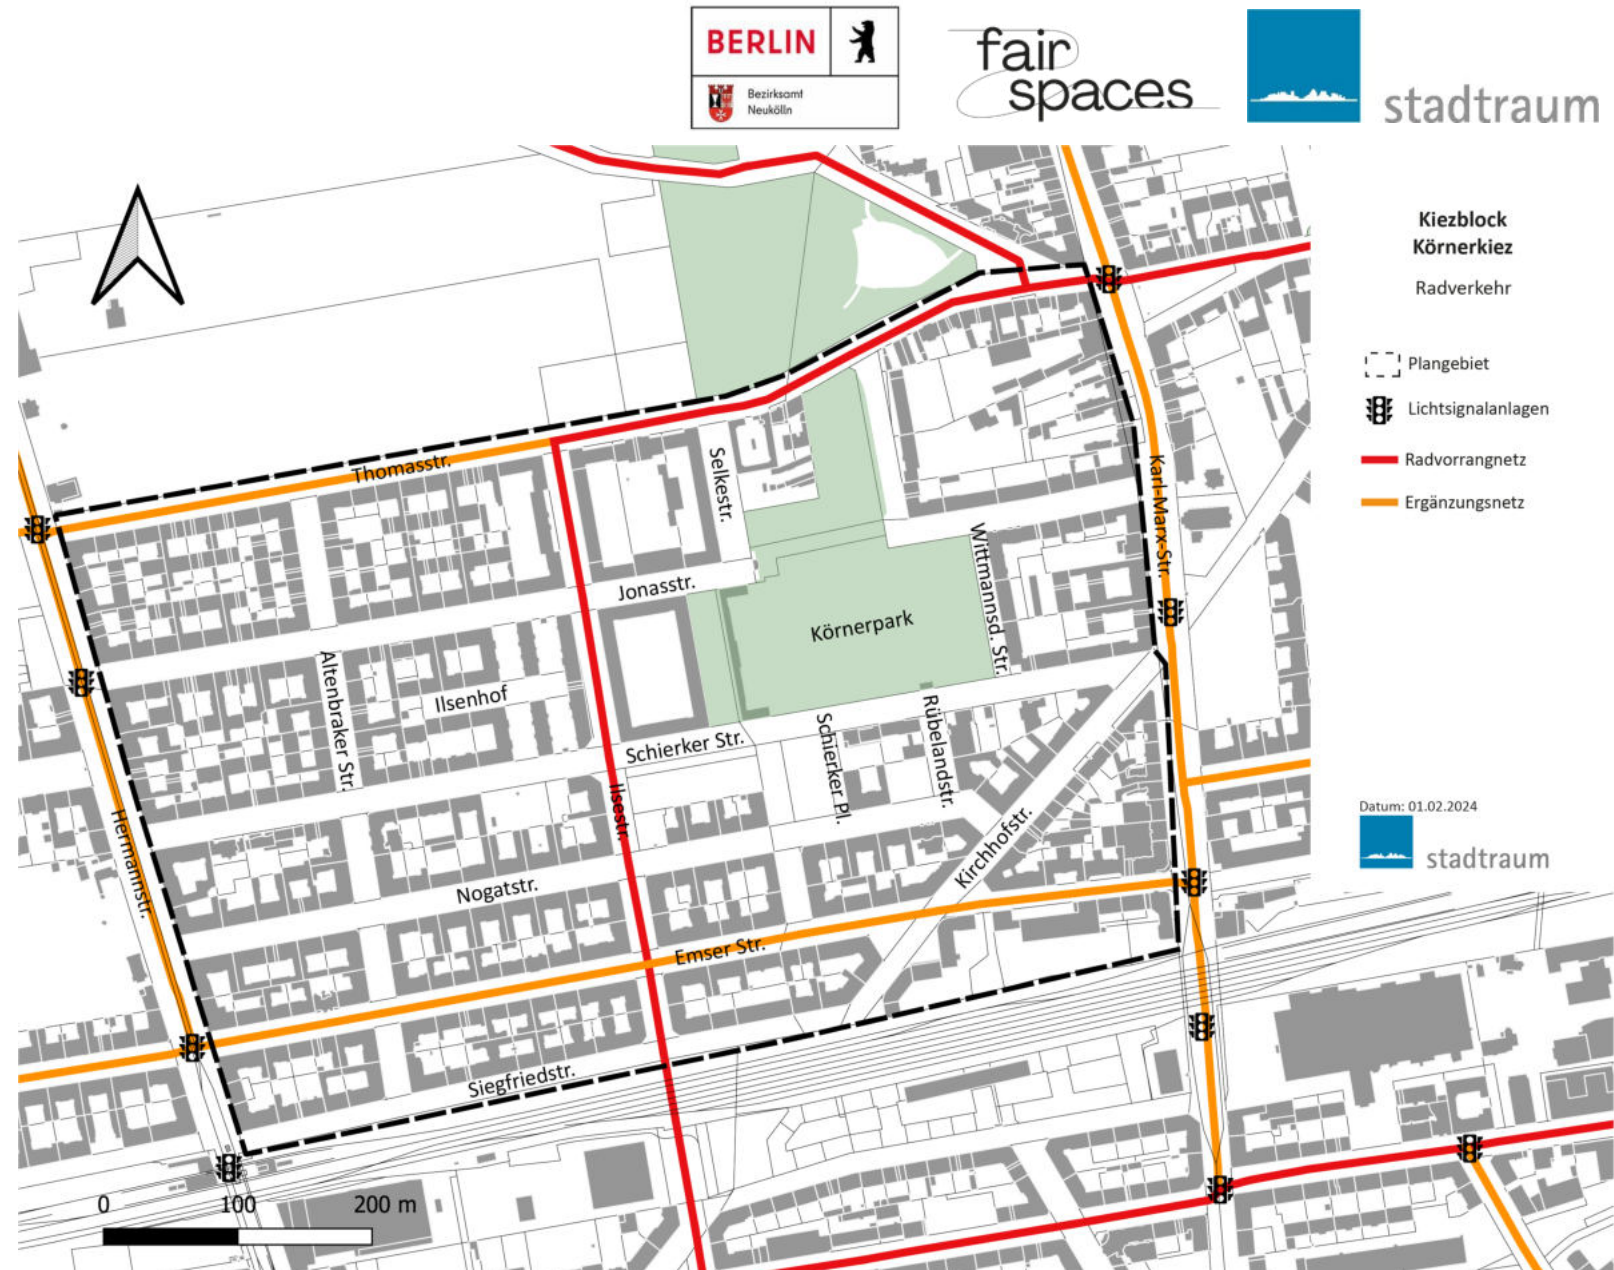 BERLIN
Bezirksamt
Neukölln
fair
spaces
stadtraum
Kiezblock
Körnerkiez
Radverkehr
Plangebiet
Lichtsignalanlagen
Radvorrangnetz
Ergänzungsnetz
Thomasstr.
Selkestr.
Karl-Marx-Str.
Wittmannsd. Str.
Jonasstr.
Körnerpark
Altenbraker Str.
Ilsenhof
Schierker Str.
Schierker Pl.
Rübelandstr.
Ilsestr.
Hermannstr.
Kirchhofstr.
Nogatstr.
Emser Str.
Siegfriedstr.
Datum: 01.02.2024
stadtraum
0 100 200 m